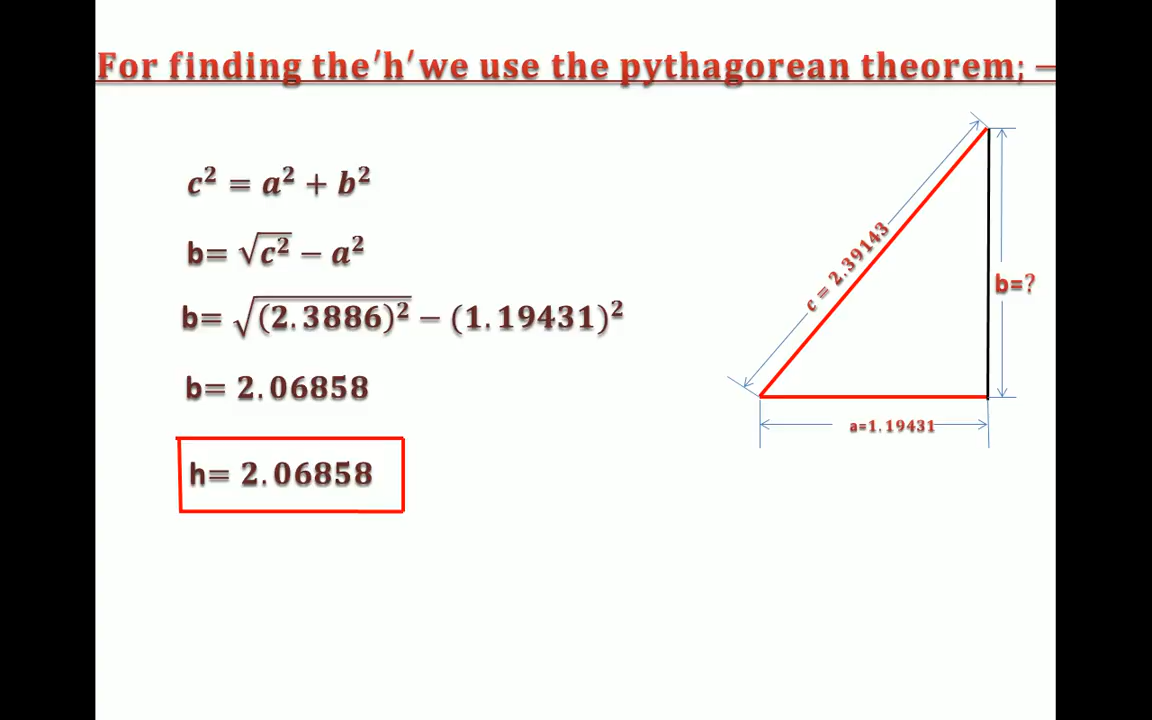 For finding the'h'we use the pythagorean theorem; –
c² = a² + b²
b= √c² − a²
b= √(2.3886)² − (1.19431)²
b= 2.06858
h= 2.06858
c = 2.39143
b=?
a=1.19431